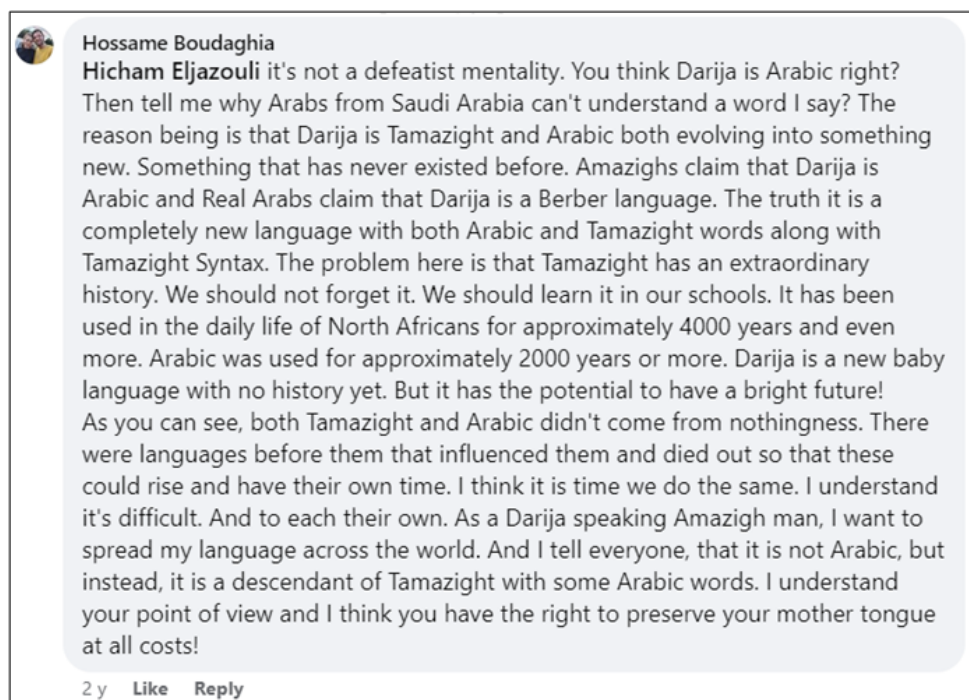 Hossame Boudaghia
Hicham Eljazouli it's not a defeatist mentality. You think Darija is Arabic right?
Then tell me why Arabs from Saudi Arabia can't understand a word I say? The
reason being is that Darija is Tamazight and Arabic both evolving into something
new. Something that has never existed before. Amazighs claim that Darija is
Arabic and Real Arabs claim that Darija is a Berber language. The truth it is a
completely new language with both Arabic and Tamazight words along with
Tamazight Syntax. The problem here is that Tamazight has an extraordinary
history. We should not forget it. We should learn it in our schools. It has been
used in the daily life of North Africans for approximately 4000 years and even
more. Arabic was used for approximately 2000 years or more. Darija is a new baby
language with no history yet. But it has the potential to have a bright future!
As you can see, both Tamazight and Arabic didn't come from nothingness. There
were languages before them that influenced them and died out so that these
could rise and have their own time. I think it is time we do the same. I understand
it's difficult. And to each their own. As a Darija speaking Amazigh man, I want to
spread my language across the world. And I tell everyone, that it is not Arabic, but
instead, it is a descendant of Tamazight with some Arabic words. I understand
your point of view and I think you have the right to preserve your mother tongue
at all costs!
2 y Like Reply